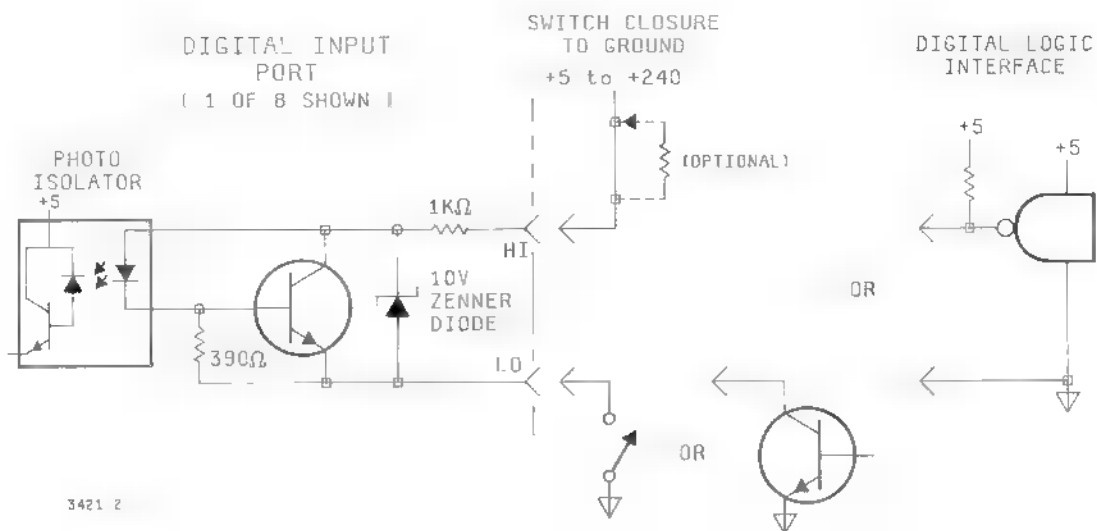 SWITCH CLOSURE
TO GROUND
+5 to +240
DIGITAL INPUT
PORT
( 1 OF 8 SHOWN )
DIGITAL LOGIC
INTERFACE
+5
+5
PHOTO
ISOLATOR
+5
(OPTIONAL)
1KΩ
HI
10V
ZENNER
DIODE
OR
390Ω
LO
OR
3421 2